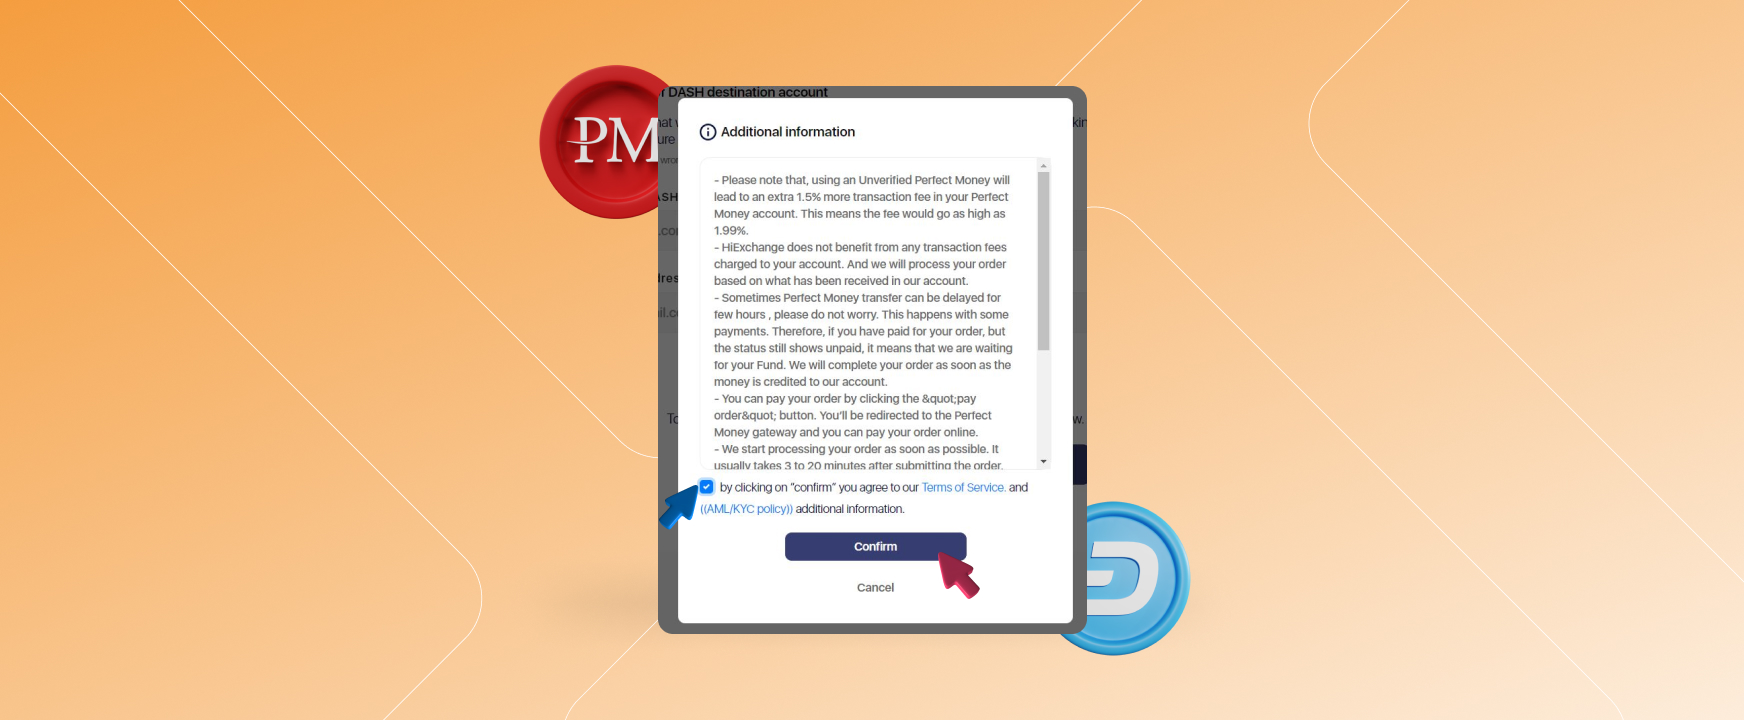 PM
r DASH destination account
hat w
kin
ure
wron
ASH
.cor
dres
il.co
To
w.
Additional information
- Please note that, using an Unverified Perfect Money will
lead to an extra 1.5% more transaction fee in your Perfect
Money account. This means the fee would go as high as
1.99%.
- HiExchange does not benefit from any transaction fees
charged to your account. And we will process your order
based on what has been received in our account.
- Sometimes Perfect Money transfer can be delayed for
few hours , please do not worry. This happens with some
payments. Therefore, if you have paid for your order, but
the status still shows unpaid, it means that we are waiting
for your Fund. We will complete your order as soon as the
money is credited to our account.
- You can pay your order by clicking the &quot;pay
order&quot; button. You'll be redirected to the Perfect
Money gateway and you can pay your order online.
- We start processing your order as soon as possible. It
usually takes 3 to 20 minutes after submitting the order.
by clicking on "confirm" you agree to our Terms of Service. and
((AML/KYC policy)) additional information.
Confirm
Cancel